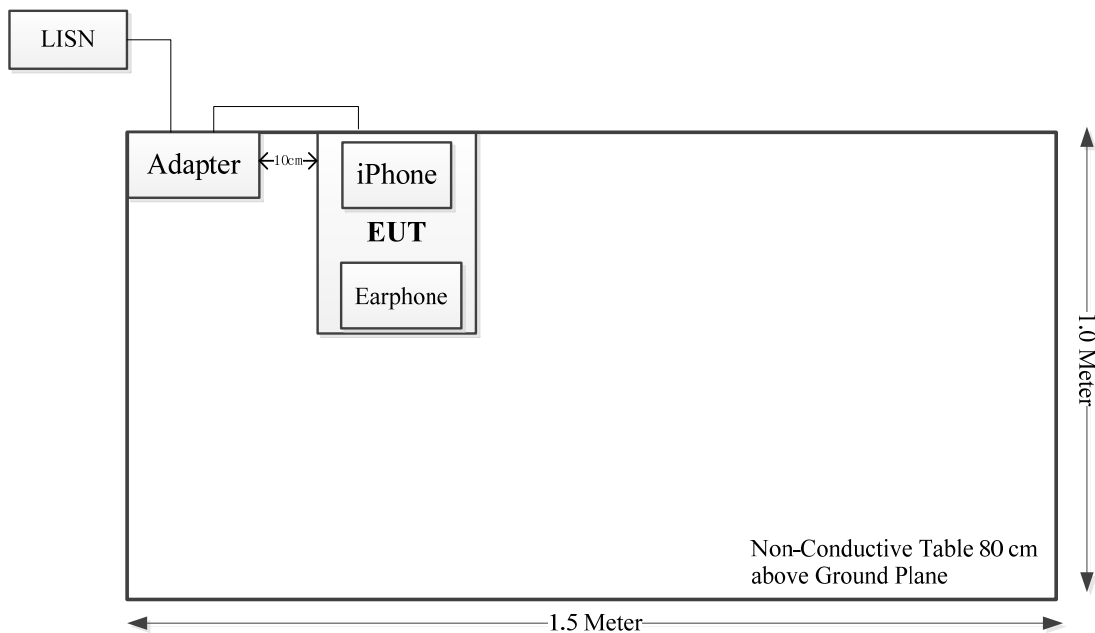 LISN
Adapter
10cm
iPhone
EUT
Earphone
1.0 Meter
Non-Conductive Table 80 cm
above Ground Plane
1.5 Meter